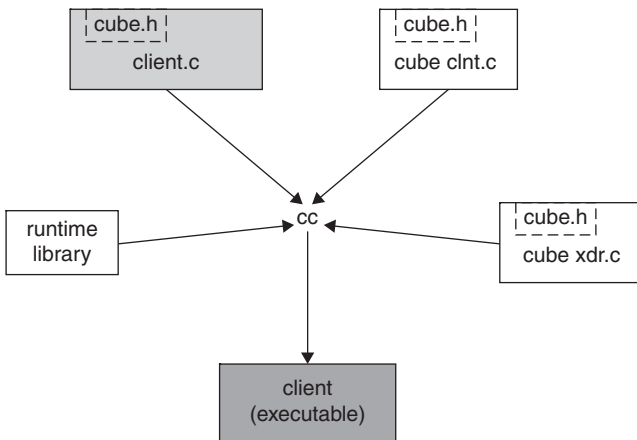 cube.h
client.c
cube.h
cube clnt.c
runtime
library
cc
cube.h
cube xdr.c
client
(executable)